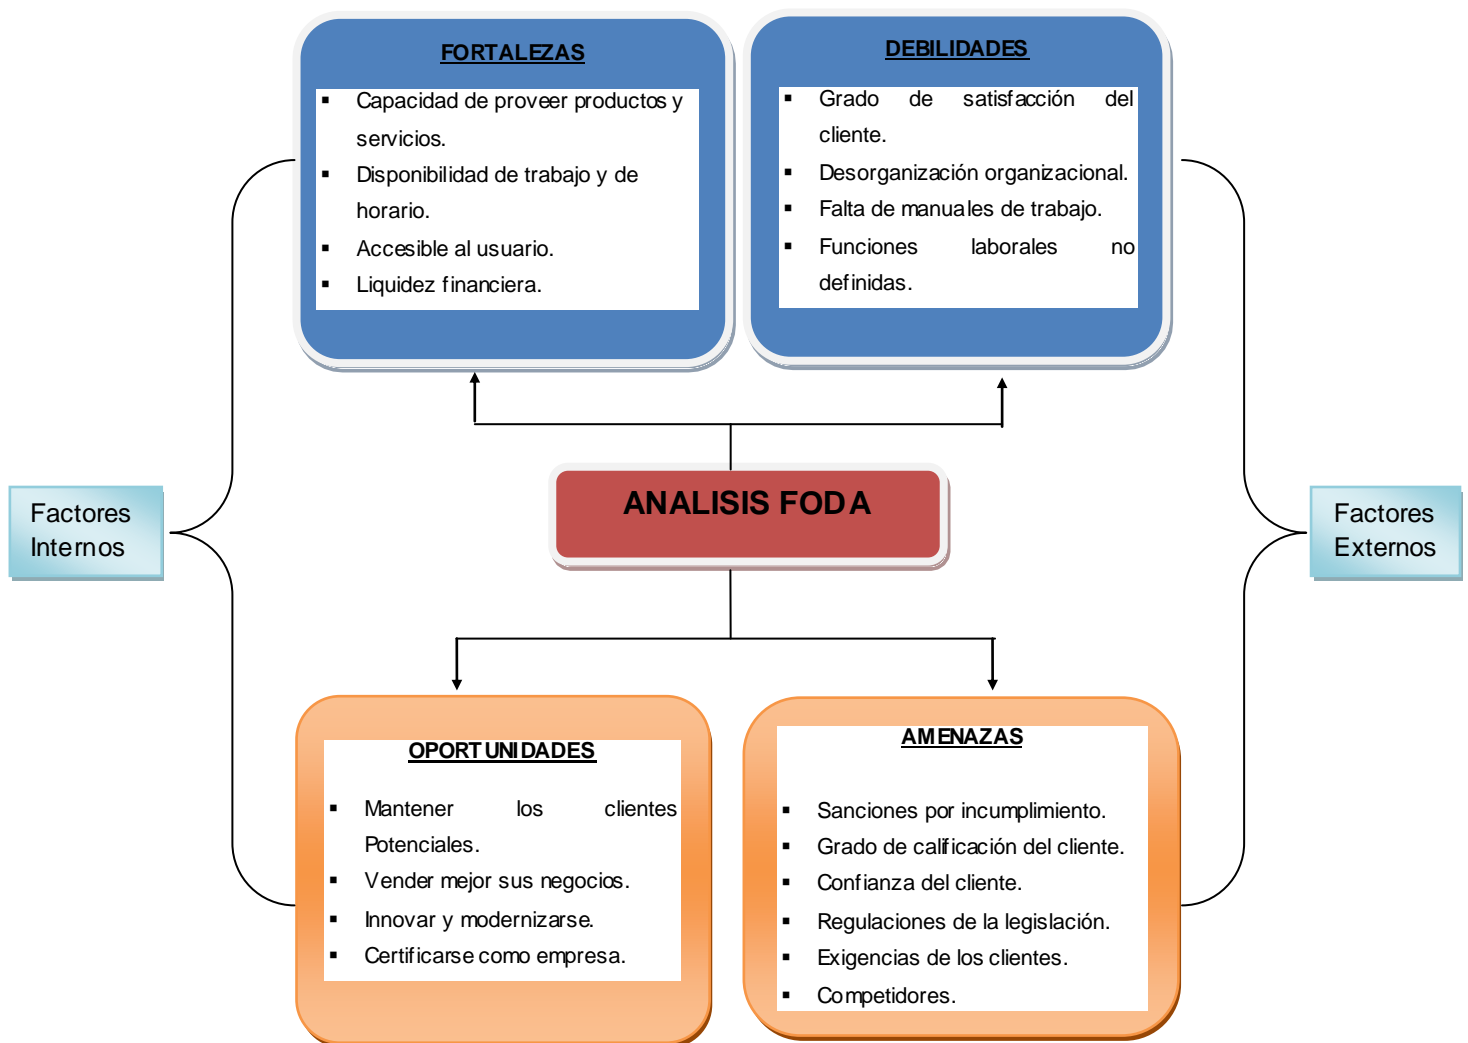 FORTALEZAS
▪ Capacidad de proveer productos y
servicios.
▪ Disponibilidad de trabajo y de
horario.
▪ Accesible al usuario.
▪ Liquidez financiera.
DEBILIDADES
▪ Grado de satisfacción del
cliente.
▪ Desorganización organizacional.
▪ Falta de manuales de trabajo.
▪ Funciones laborales no
definidas.
Factores
Internos
ANALISIS FODA
Factores
Externos
OPORTUNIDADES
▪ Mantener los clientes
Potenciales.
▪ Vender mejor sus negocios.
▪ Innovar y modernizarse.
▪ Certificarse como empresa.
AMENAZAS
▪ Sanciones por incumplimiento.
▪ Grado de calificación del cliente.
▪ Confianza del cliente.
▪ Regulaciones de la legislación.
▪ Exigencias de los clientes.
▪ Competidores.